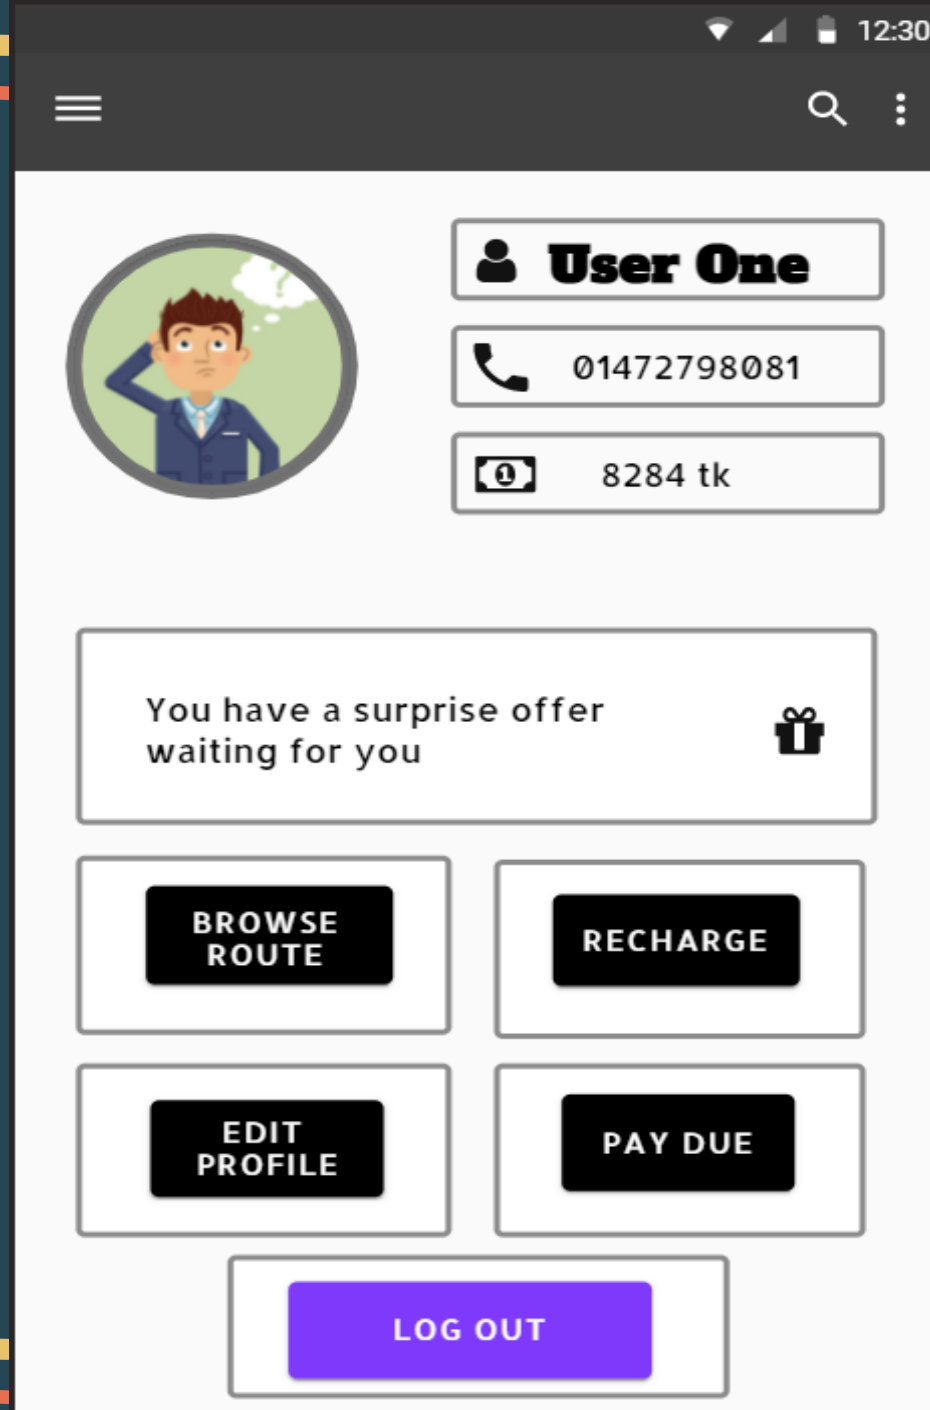 12:30
User One
01472798081
8284 tk
You have a surprise offer
waiting for you
BROWSE
ROUTE
RECHARGE
EDIT
PROFILE
PAY DUE
LOG OUT